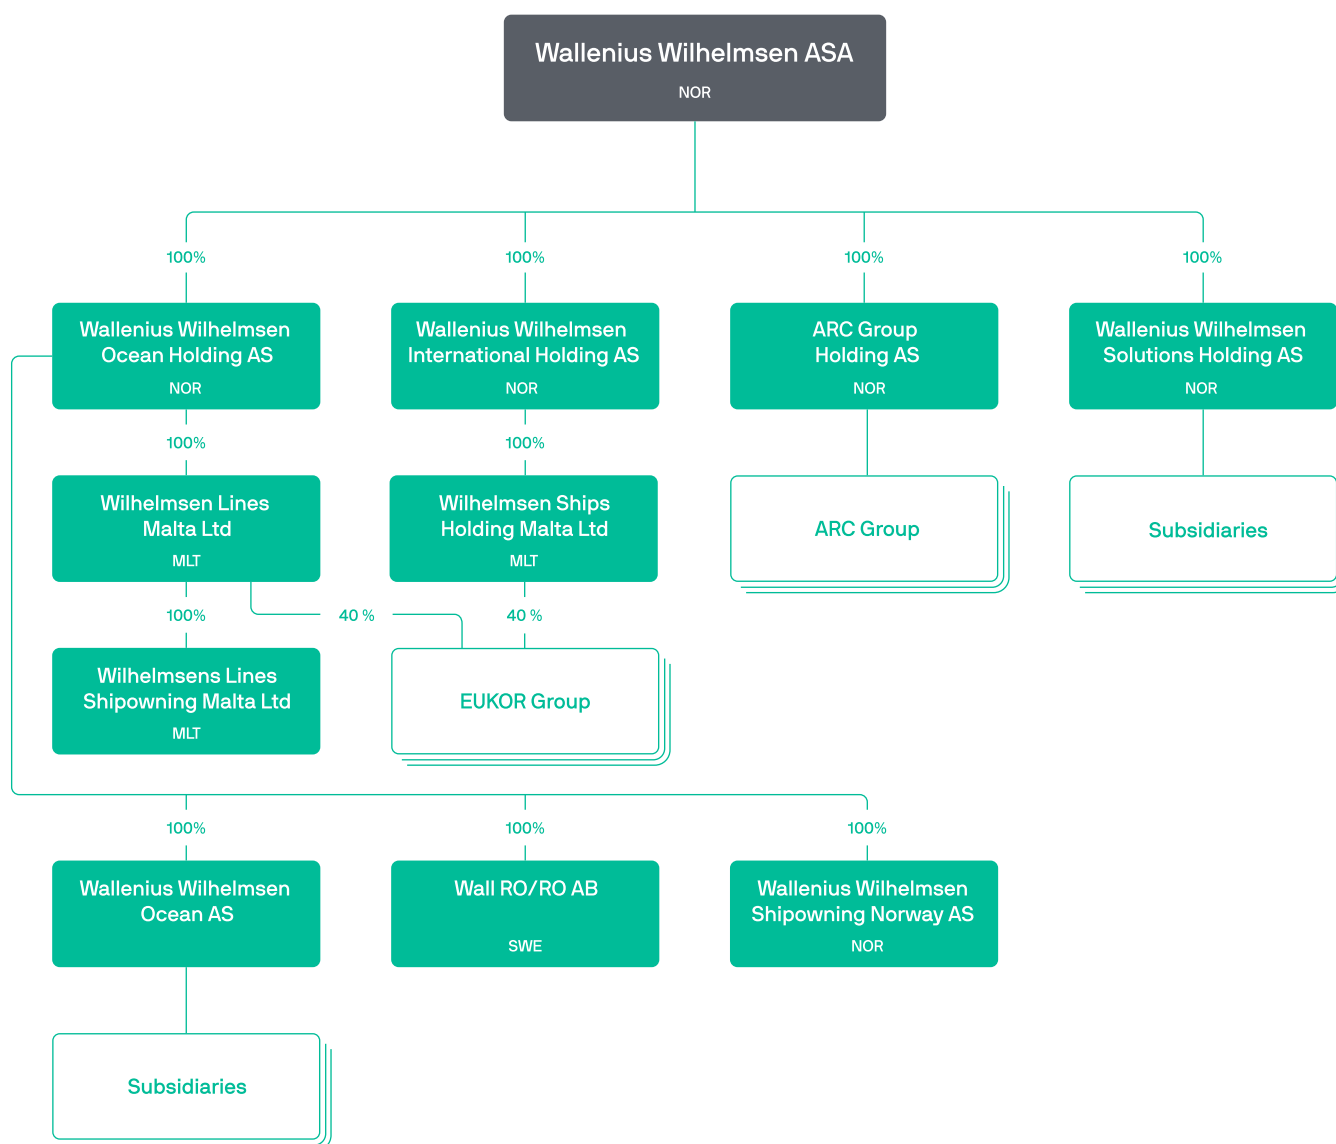 Wallenius Wilhelmsen ASA
NOR
100%
100%
100%
100%
Wallenius Wilhelmsen
Ocean Holding AS
NOR
Wallenius Wilhelmsen
International Holding AS
NOR
ARC Group
Holding AS
NOR
Wallenius Wilhelmsen
Solutions Holding AS
NOR
100%
100%
Wilhelmsen Lines
Malta Ltd
MLT
Wilhelmsen Ships
Holding Malta Ltd
MLT
ARC Group
Subsidiaries
100%
40 %
40 %
Wilhelmsens Lines
Shipowning Malta Ltd
MLT
EUKOR Group
100%
100%
100%
Wallenius Wilhelmsen
Ocean AS
Wall RO/RO AB
SWE
Wallenius Wilhelmsen
Shipowning Norway AS
NOR
Subsidiaries